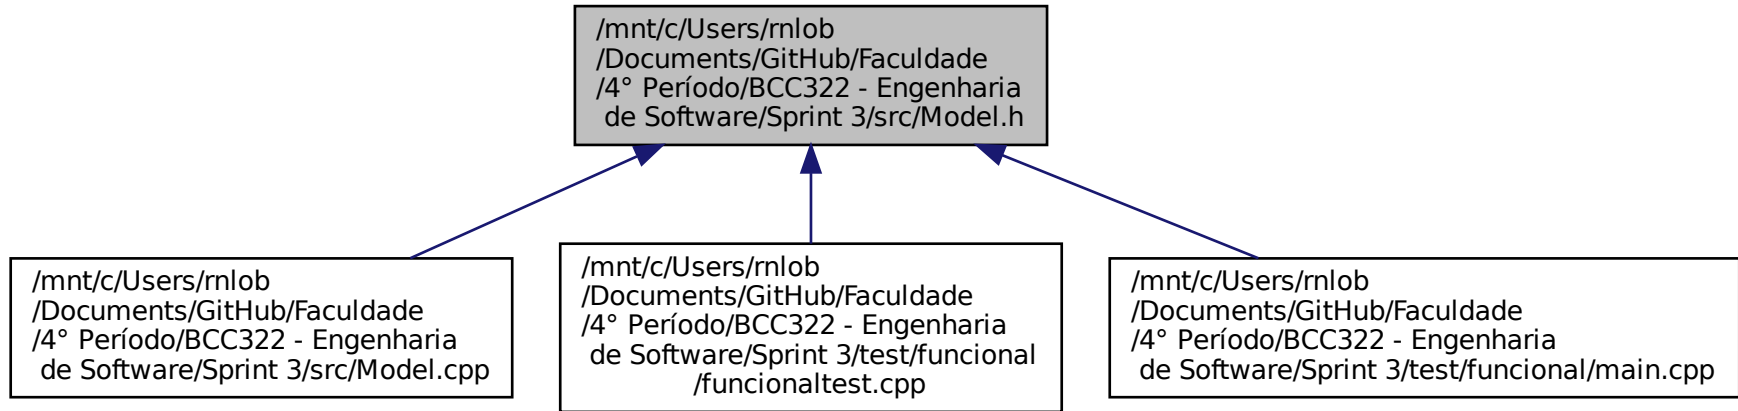 /mnt/c/Users/rnlob
/Documents/GitHub/Faculdade
/4° Período/BCC322 - Engenharia
de Software/Sprint 3/src/Model.h
/mnt/c/Users/rnlob
/Documents/GitHub/Faculdade
/4° Período/BCC322 - Engenharia
de Software/Sprint 3/src/Model.cpp
/mnt/c/Users/rnlob
/Documents/GitHub/Faculdade
/4° Período/BCC322 - Engenharia
de Software/Sprint 3/test/funcional
/funcionaltest.cpp
/mnt/c/Users/rnlob
/Documents/GitHub/Faculdade
/4° Período/BCC322 - Engenharia
de Software/Sprint 3/test/funcional/main.cpp